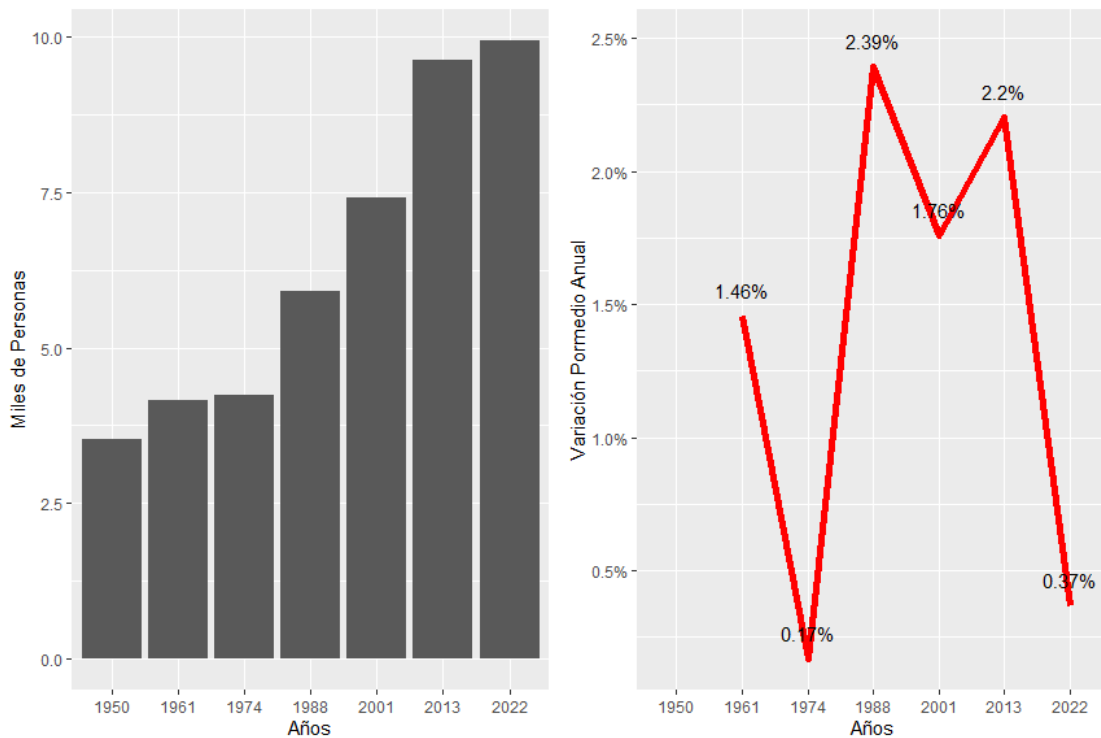 Miles de Personas
10.0
7.5
5.0
2.5
0.0
1950 1961 1974 1988 2001 2013 2022
Años
Variación Pormedio Anual
2.5%
2.0%
1.5%
1.0%
0.5%
2.39%
2.2%
1.76%
1.46%
0.37%
0.17%
1950 1961 1974 1988 2001 2013 2022
Años